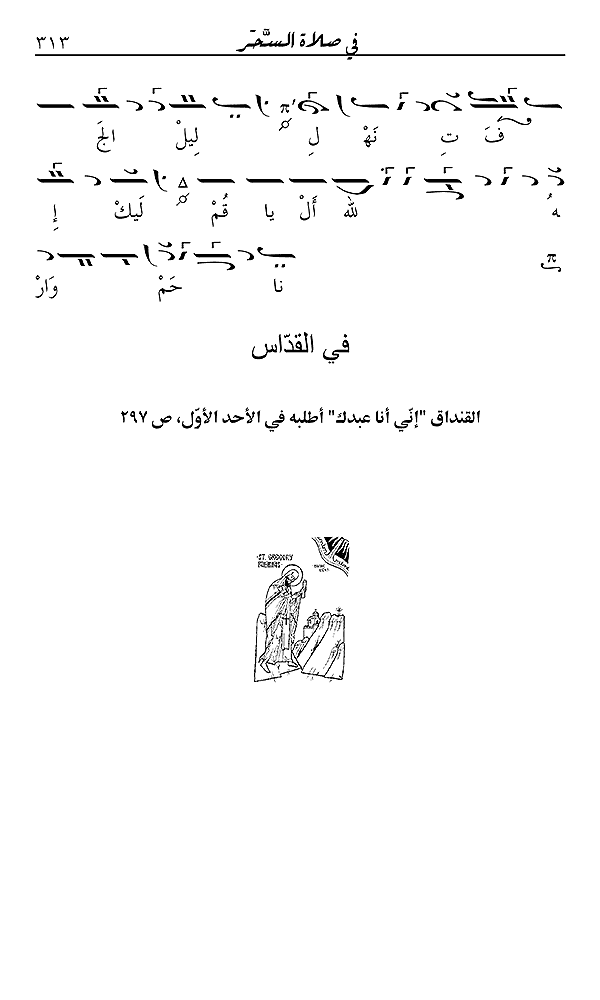 في صلاة السَّحَر ٣١٣
فَ تِ نَهْ لِ لِيلْ الجَ
هُ لله أَلْ يا قُمْ لَيكْ إِ
نا حَمْ وَارْ
في القدّاس
القنداق "إنّي أنا عبدك" أطلبه في الأحد الأوّل، ص ٢٩٧
ST. GREGORY